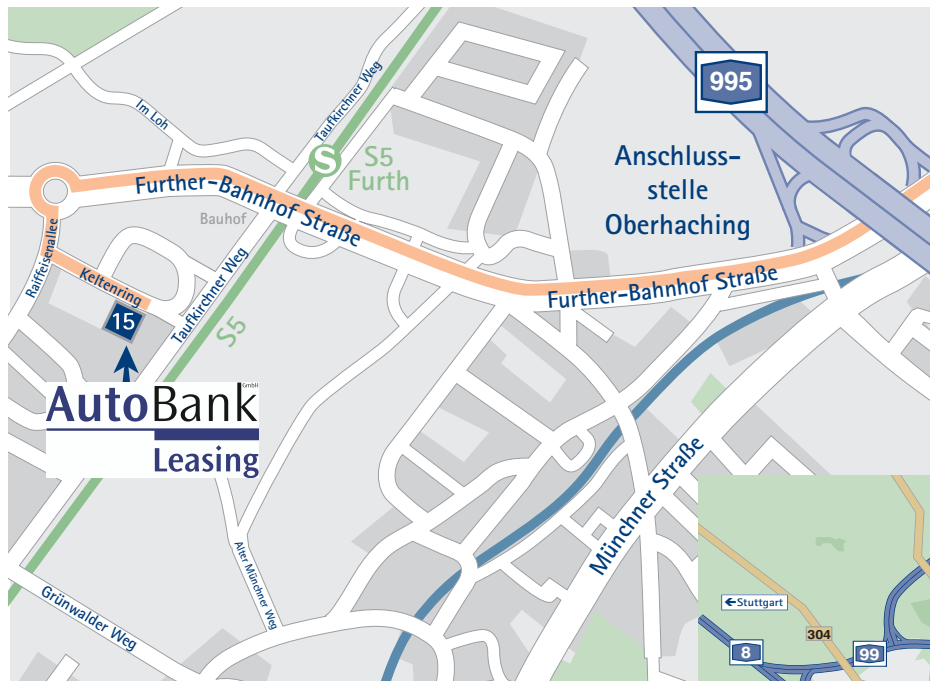 995
Taufkirchner Weg
Im Loh
S
S5
Furth
Anschluss-
stelle
Oberhaching
Further-Bahnhof Straße
Bauhof
Raiffeisenallee
Keltenring
Taufkirchner Weg
Further-Bahnhof Straße
15
S5
AutoBank
GmbH
Leasing
Münchner Straße
Alter Münchner Weg
Grünwalder Weg
Stuttgart
304
8
99